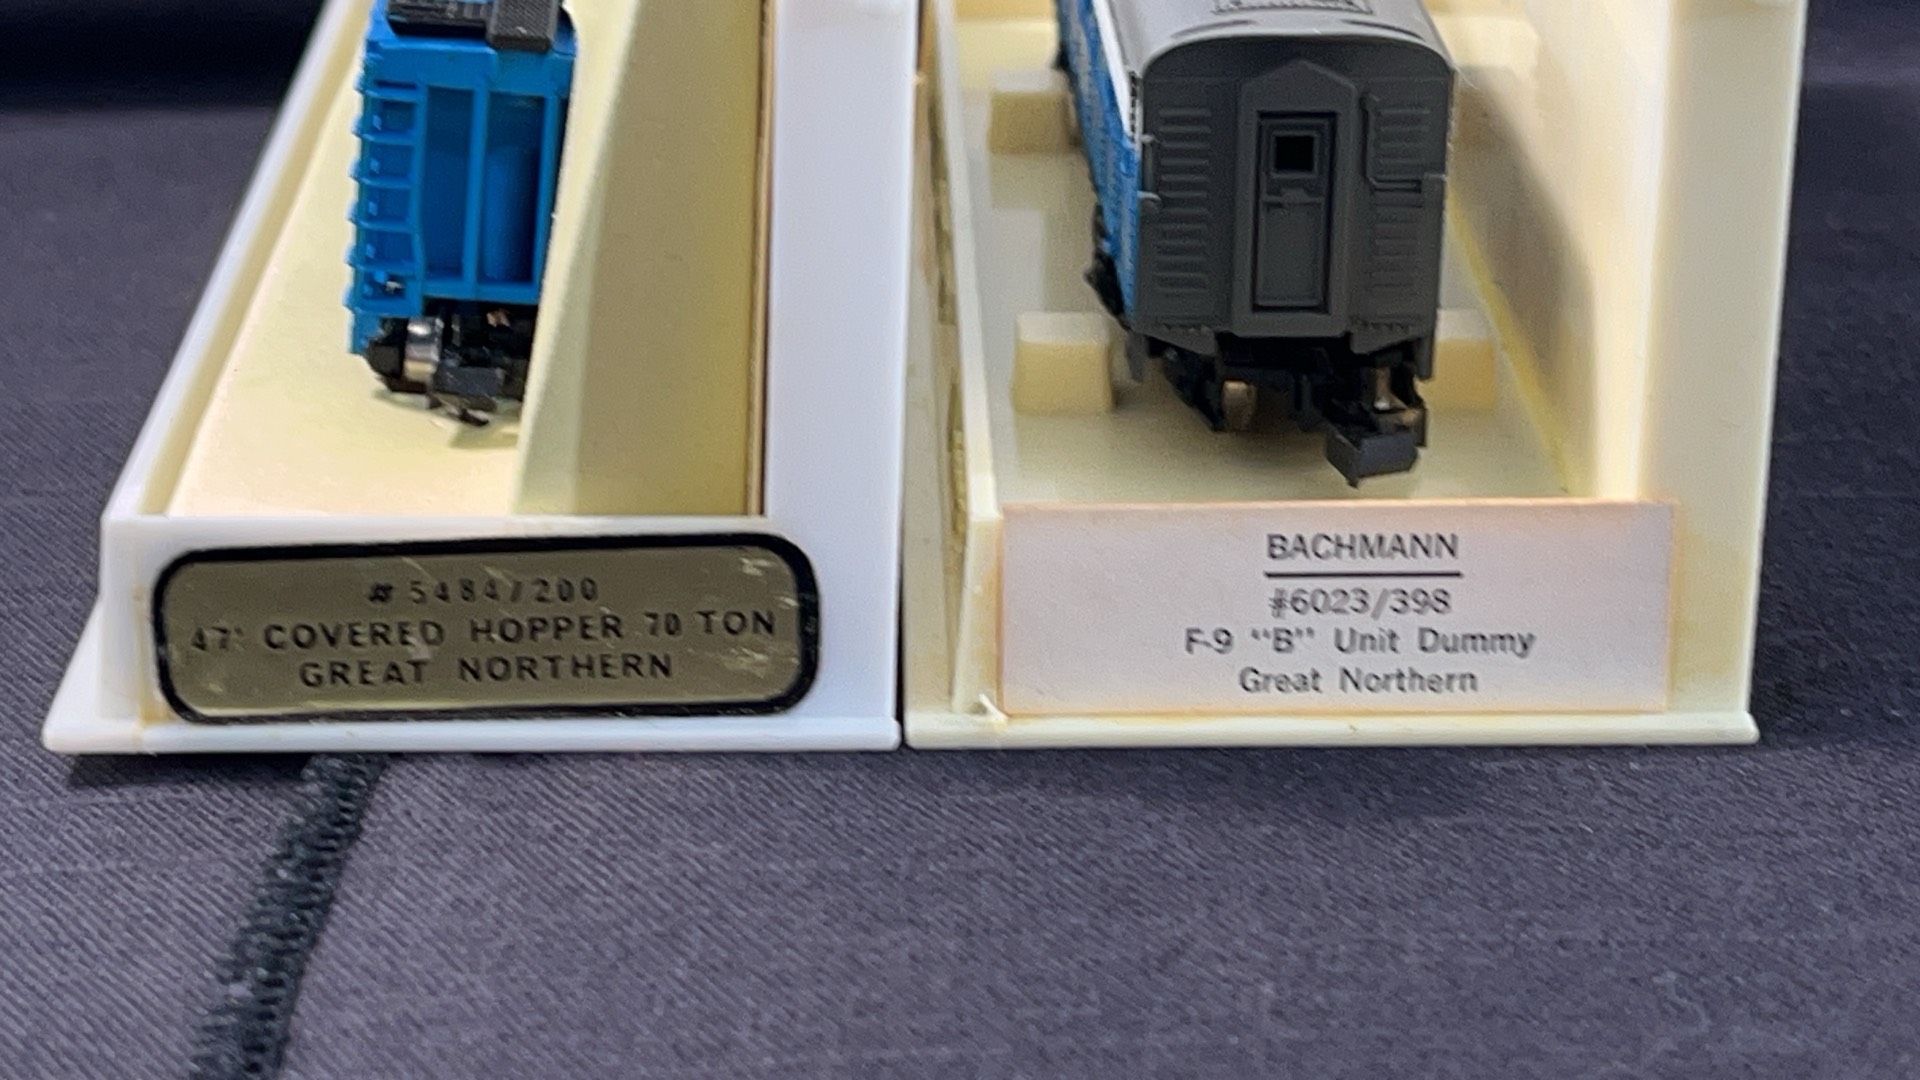 # 5484/200
47' COVERED HOPPER 70 TON
GREAT NORTHERN
BACHMANN
#6023/398
F-9 "B" Unit Dummy
Great Northern